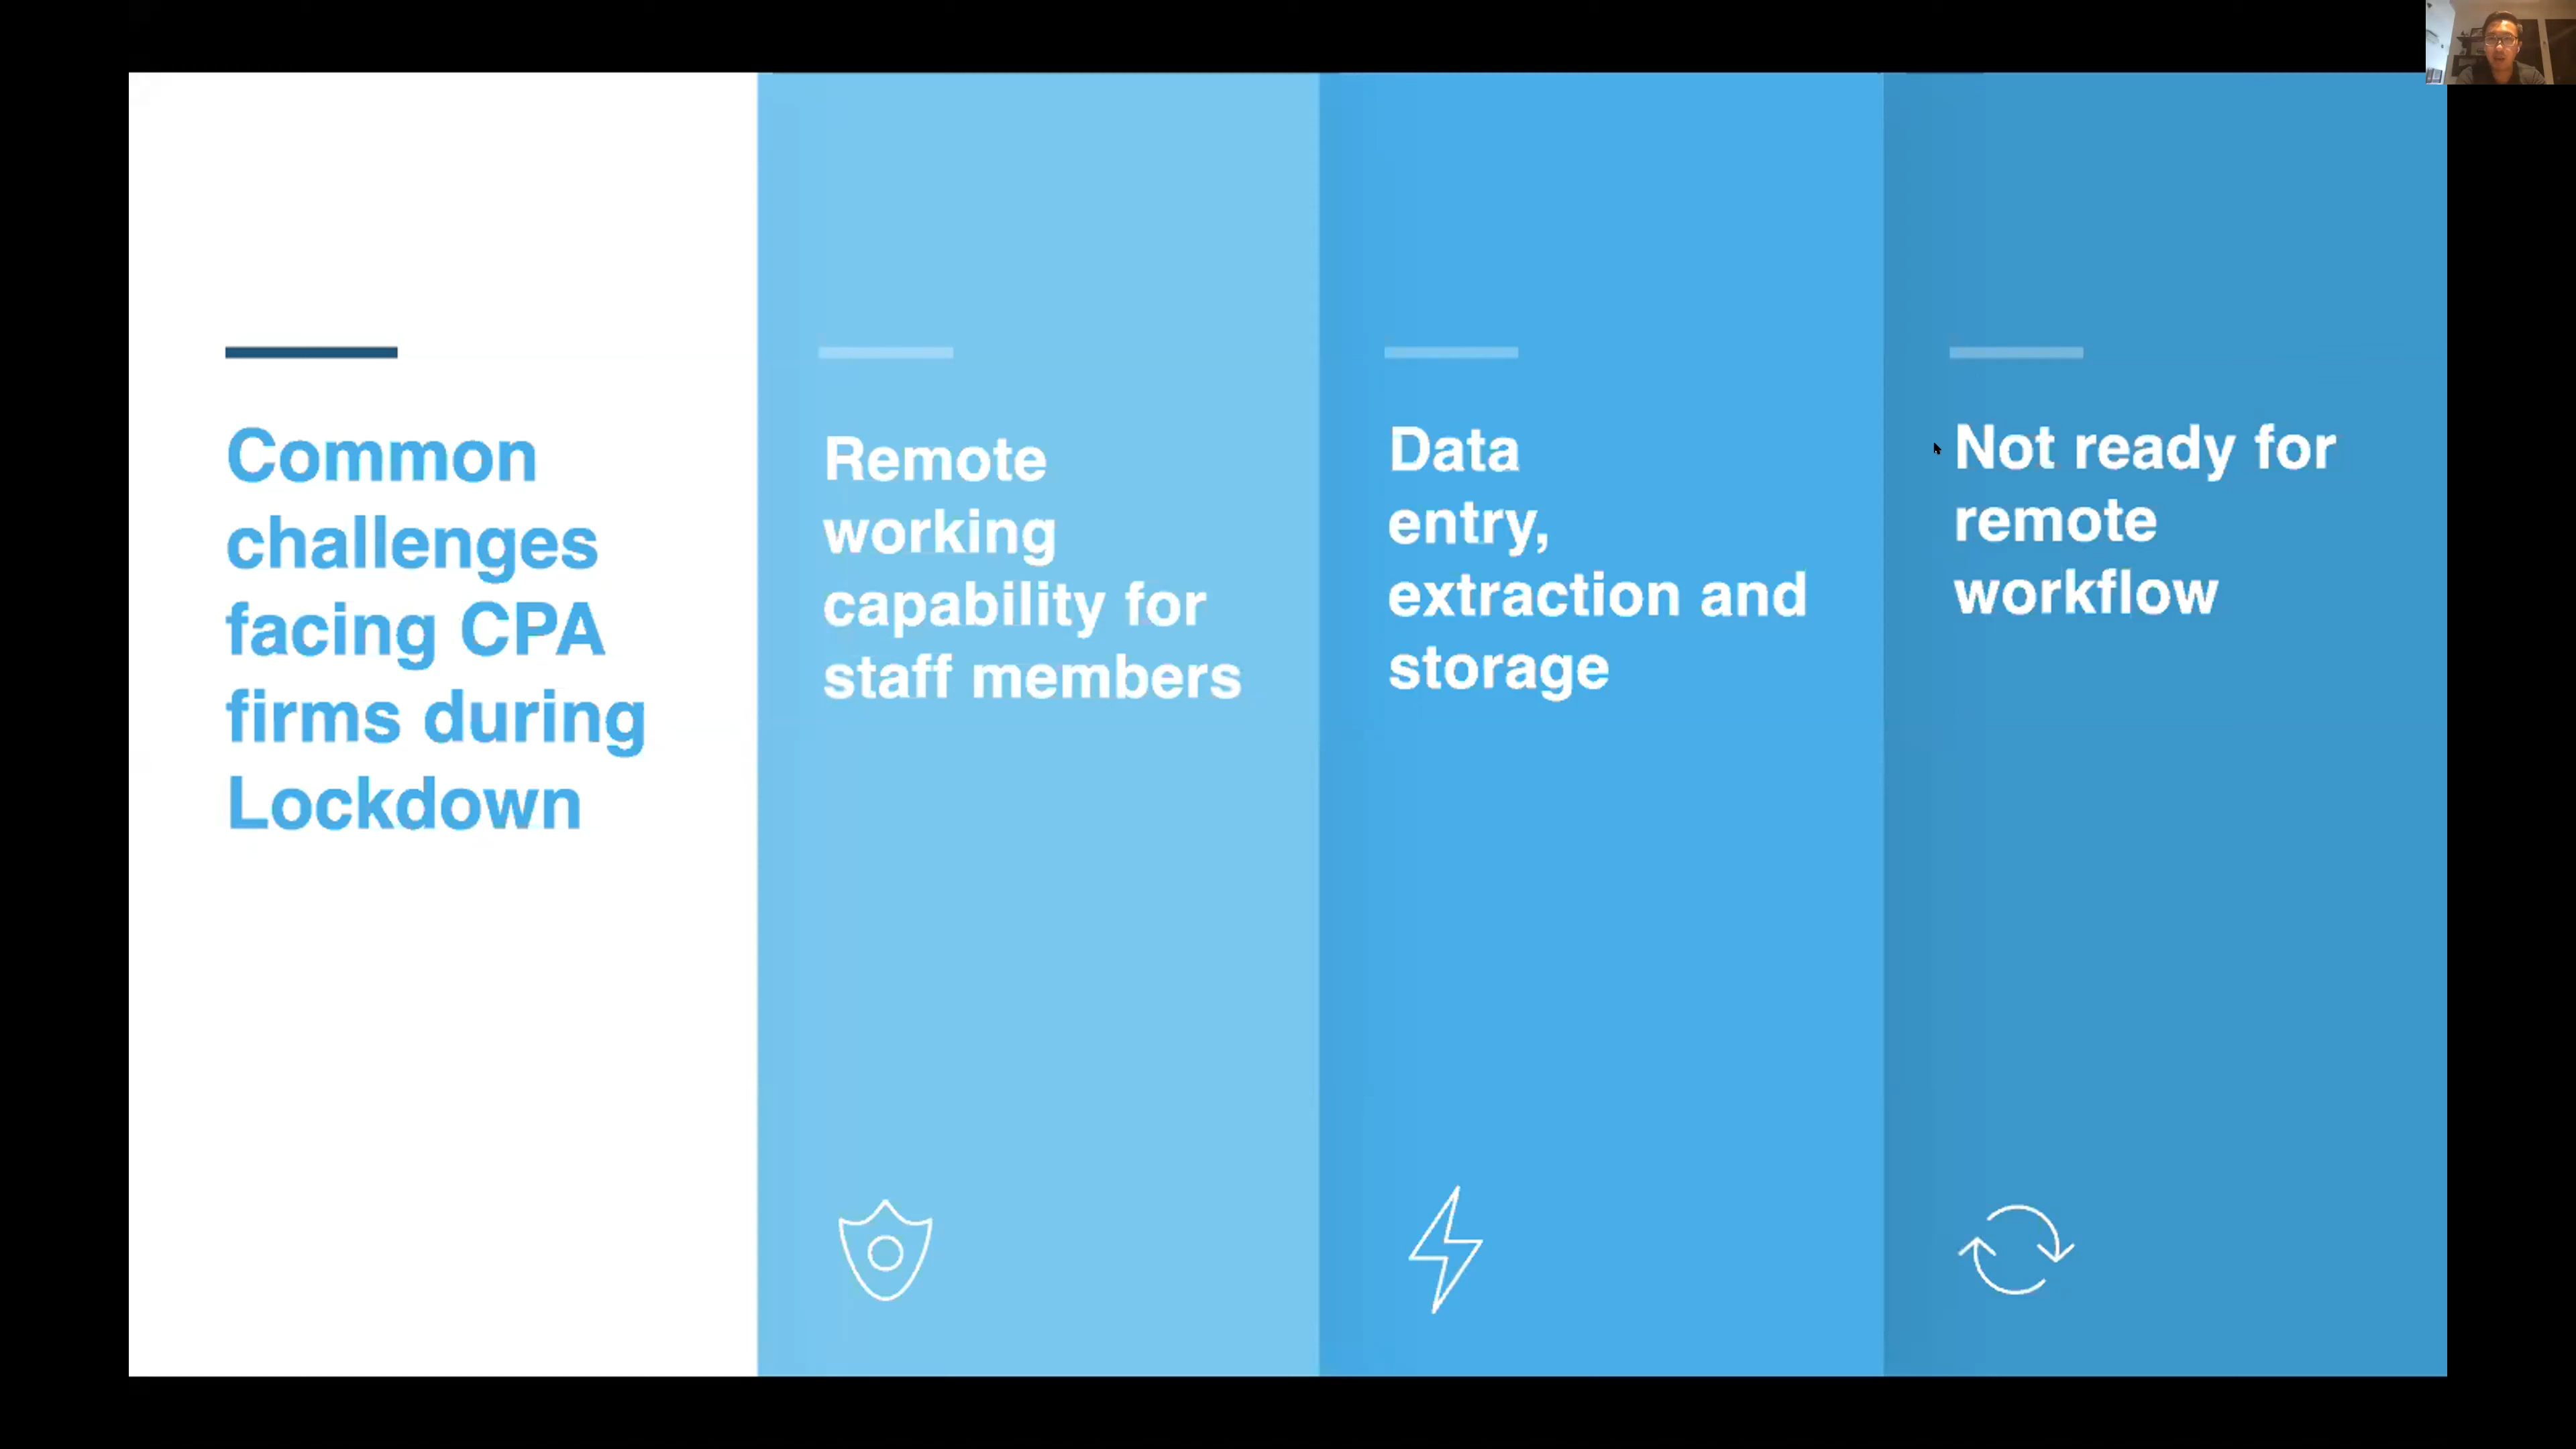 Common
challenges
facing CPA
firms during
Lockdown
Remote
working
capability for
staff members
Data
entry,
extraction and
storage
Not ready for
remote
workflow